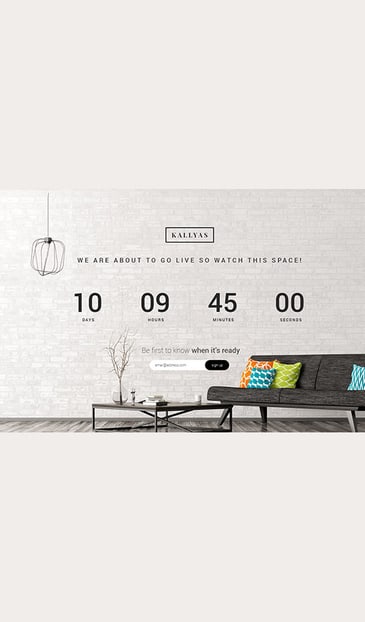 KALLYAS
WE ARE ABOUT TO GO LIVE SO WATCH THIS SPACE!
10 09 45 00
DAYS HOURS MINUTES SECONDS
Be first to know when it's ready
email@address.com sign up